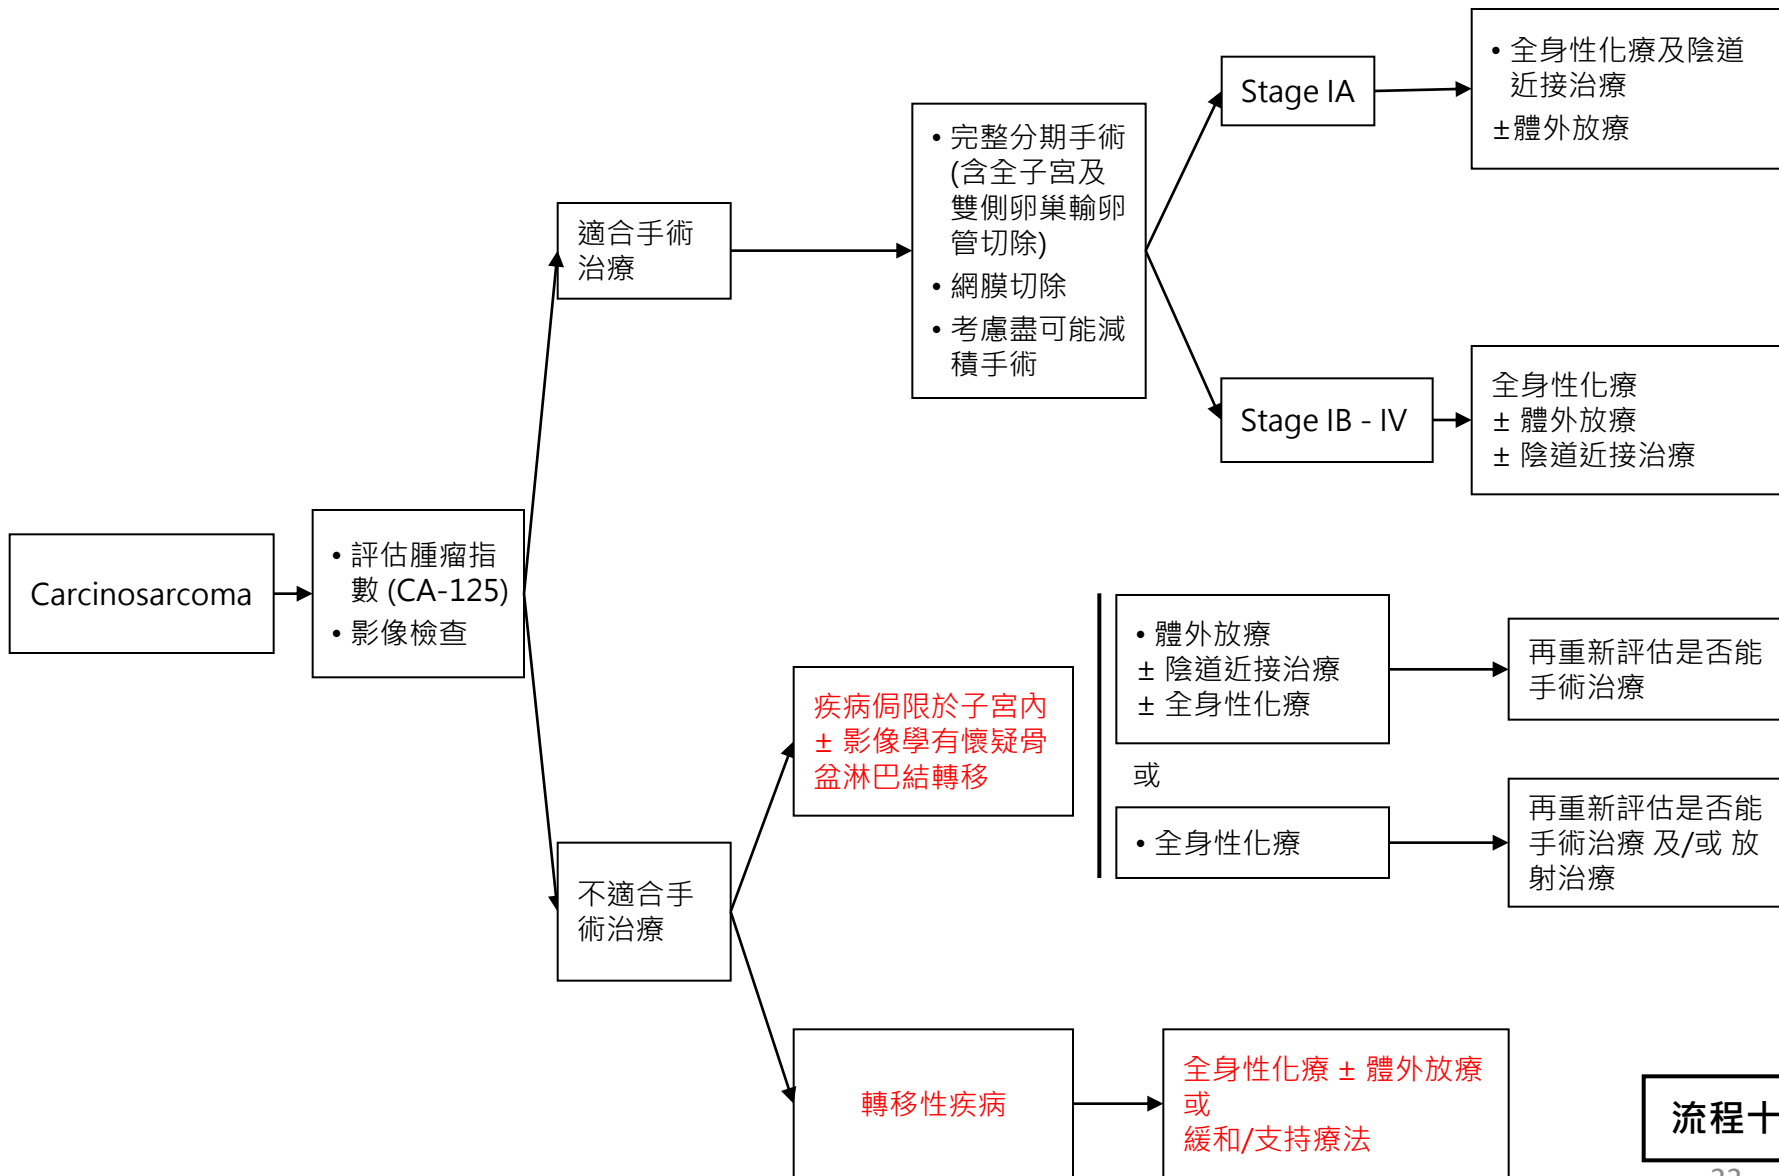 Carcinosarcoma
• 評估腫瘤指
數 (CA-125)
• 影像檢查
適合手術
治療
• 完整分期手術
(含全子宮及
雙側卵巢輸卵
管切除)
• 網膜切除
• 考慮盡可能減
積手術
Stage IA
• 全身性化療及陰道
近接治療
±體外放療
Stage IB - IV
全身性化療
± 體外放療
± 陰道近接治療
不適合手
術治療
疾病侷限於子宮內
± 影像學有懷疑骨
盆淋巴結轉移
• 體外放療
± 陰道近接治療
± 全身性化療
再重新評估是否能
手術治療
或
• 全身性化療
再重新評估是否能
手術治療 及/或 放
射治療
轉移性疾病
全身性化療 ± 體外放療
或
緩和/支持療法
流程十